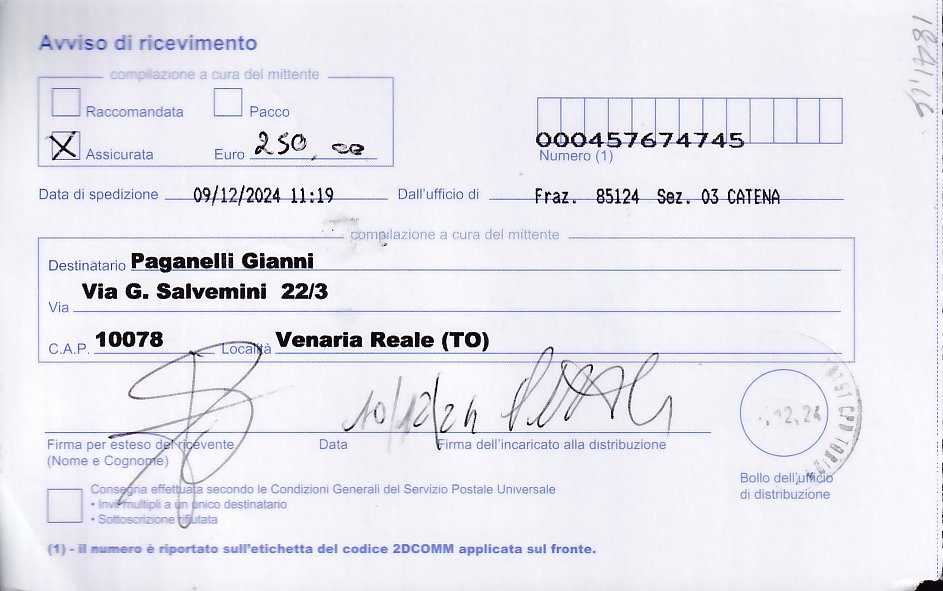 Avviso di ricevimento
compilazione a cura del mittente
Raccomandata Pacco
X Assicurata Euro 250,00
000457674745
Numero (1)
Data di spedizione 09/12/2024 11:19 Dall'ufficio di Fraz. 85124 Sez. 03 CATENA
compilazione a cura del mittente
Destinatario Paganelli Gianni
Via Via G. Salvemini 22/3
C.A.P. 10078 Località Venaria Reale (TO)
10/12/24
12.24
Firma per esteso del ricevente Data Firma dell'incaricato alla distribuzione
(Nome e Cognome)
Bollo dell'ufficio
di distribuzione
Consegna effettuata secondo le Condizioni Generali del Servizio Postale Universale
• Invii multipli a un unico destinatario
• Sottoscrizione rifiutata
(1) - il numero è riportato sull'etichetta del codice 2DCOMM applicata sul fronte.